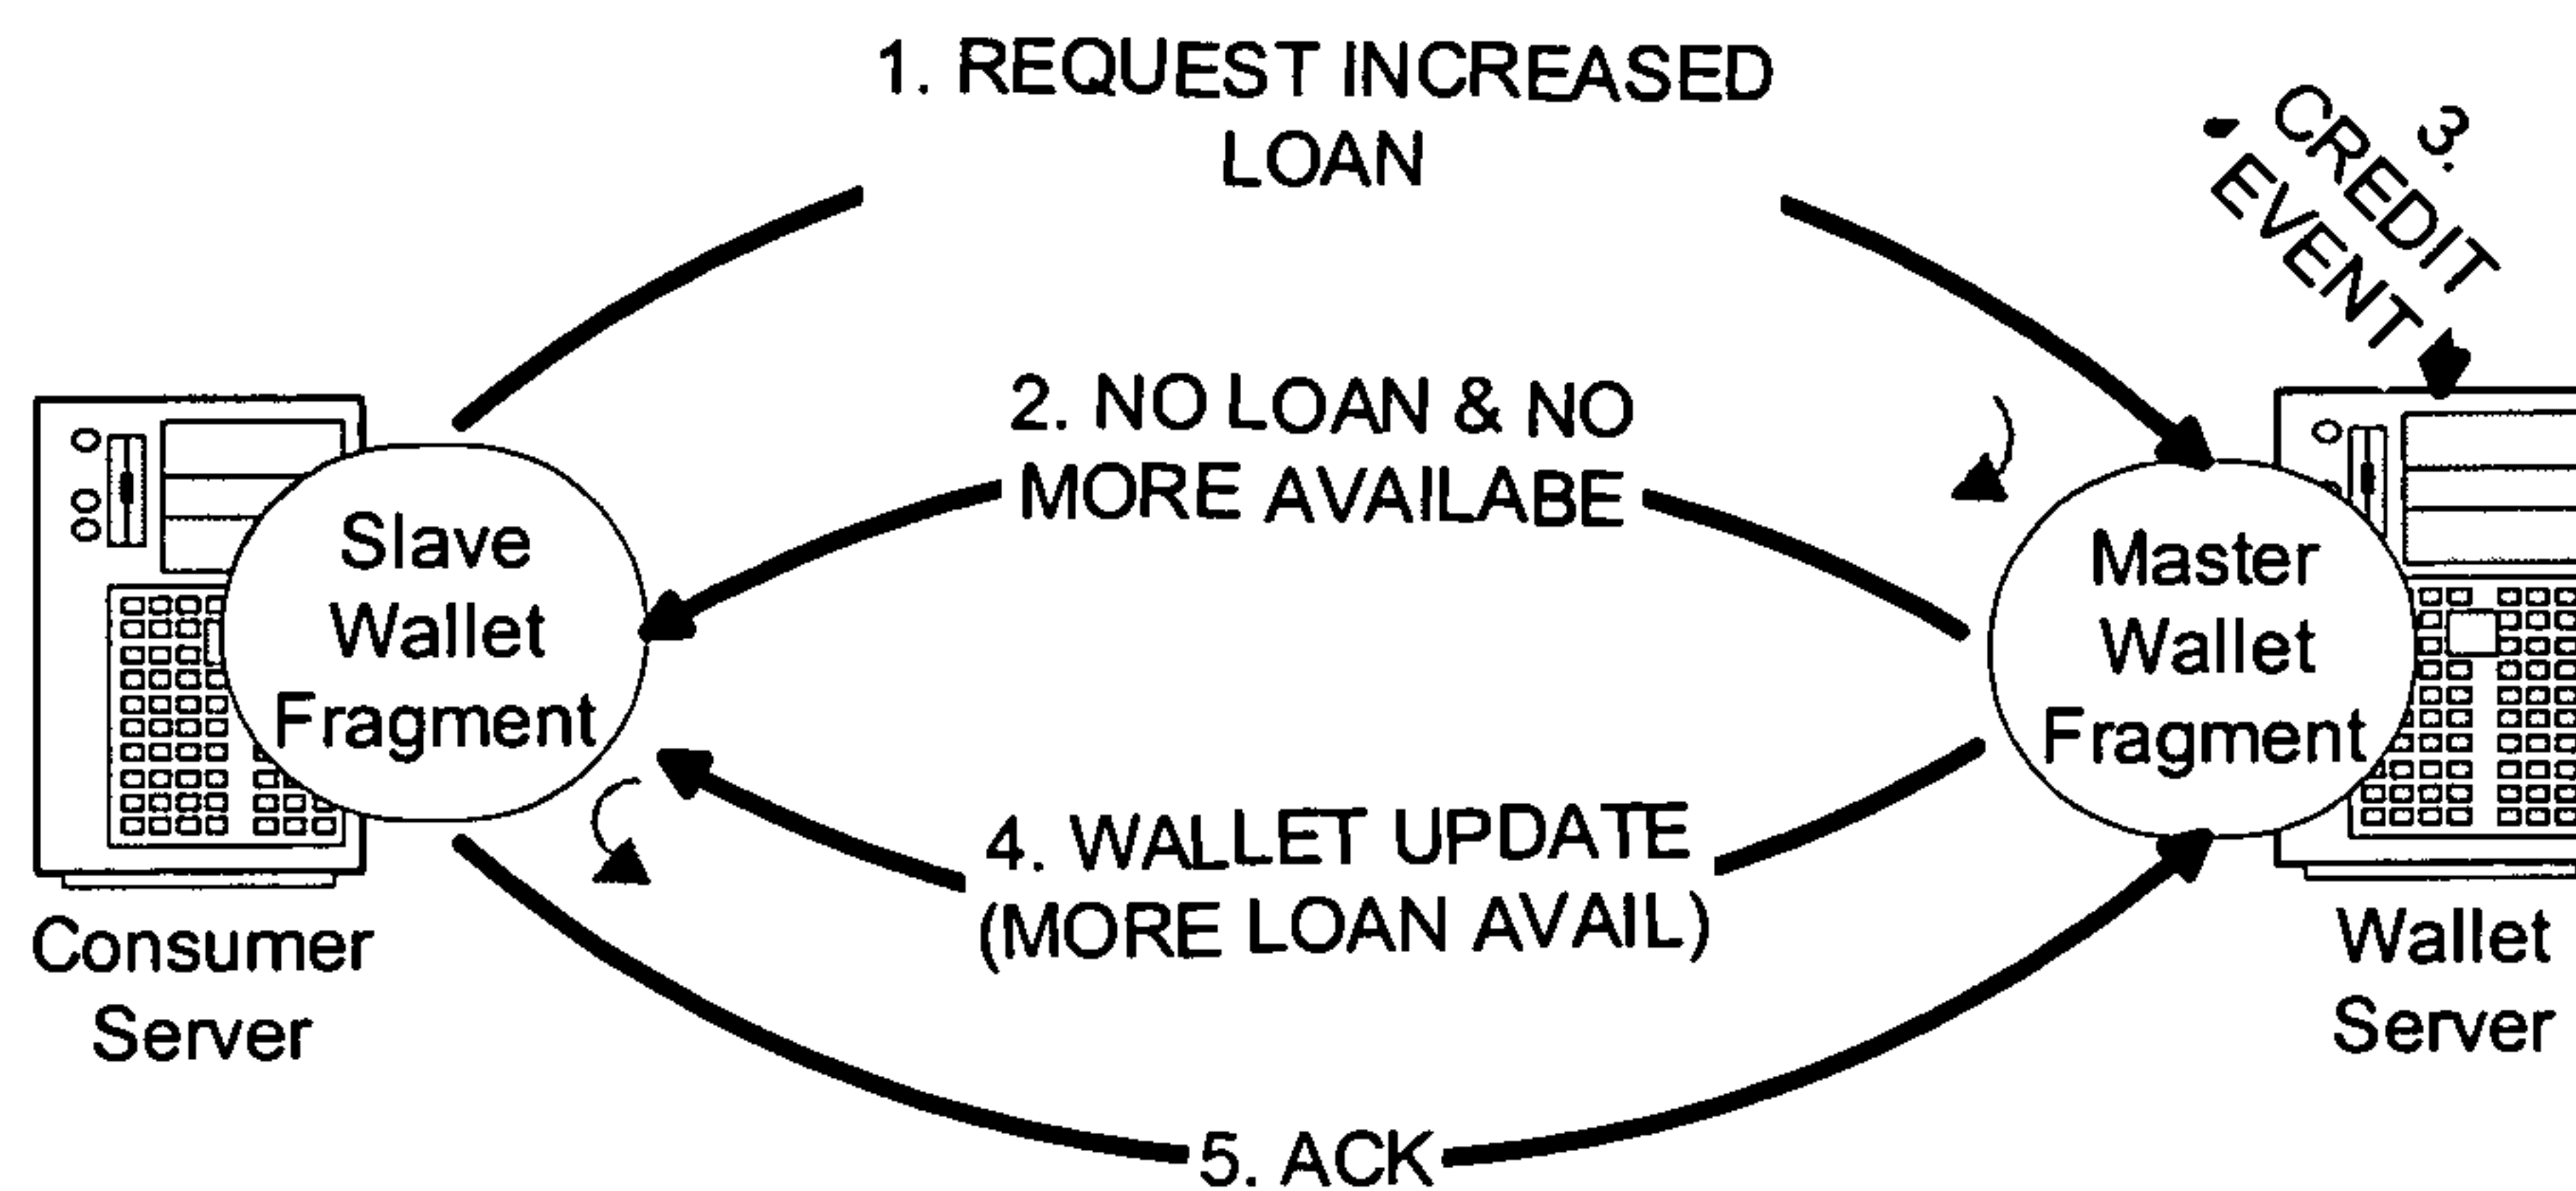 1. REQUEST INCREASED
LOAN
3.
CREDIT
EVENT
2. NO LOAN & NO
MORE AVAILABE
Slave
Wallet
Fragment
Master
Wallet
Fragment
4. WALLET UPDATE
(MORE LOAN AVAIL)
Consumer
Server
Wallet
Server
5. ACK